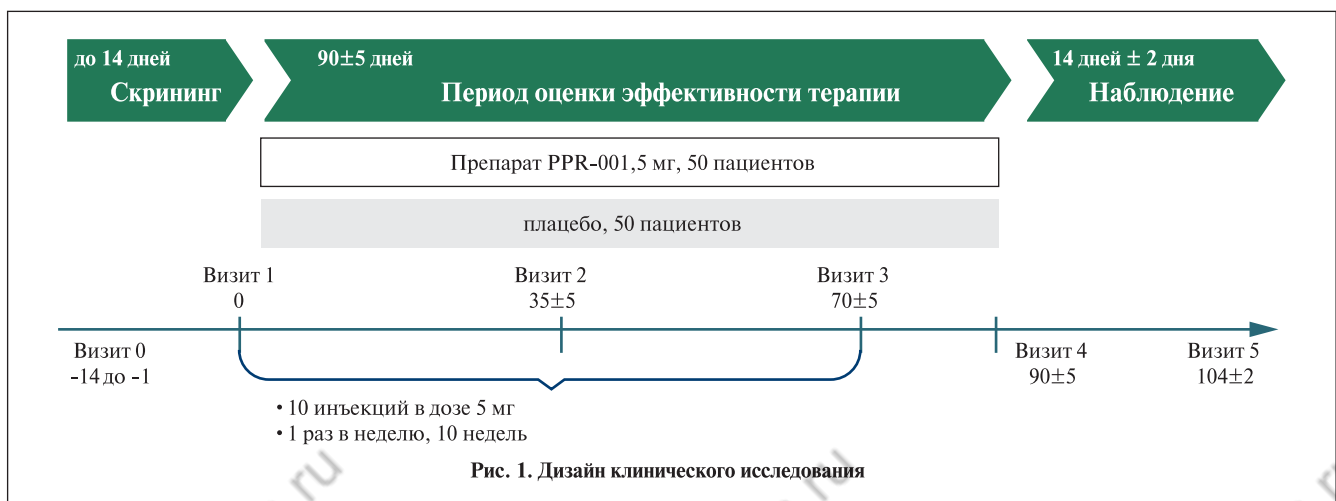 до 14 дней
Скрининг
90±5 дней
Период оценки эффективности терапии
14 дней ± 2 дня
Наблюдение
Препарат PPR-001,5 мг, 50 пациентов
плацебо, 50 пациентов
Визит 1
0
Визит 2
35±5
Визит 3
70±5
Визит 0
-14 до -1
Визит 4
90±5
Визит 5
104±2
• 10 инъекций в дозе 5 мг
• 1 раз в неделю, 10 недель
Рис. 1. Дизайн клинического исследования
ru
ru